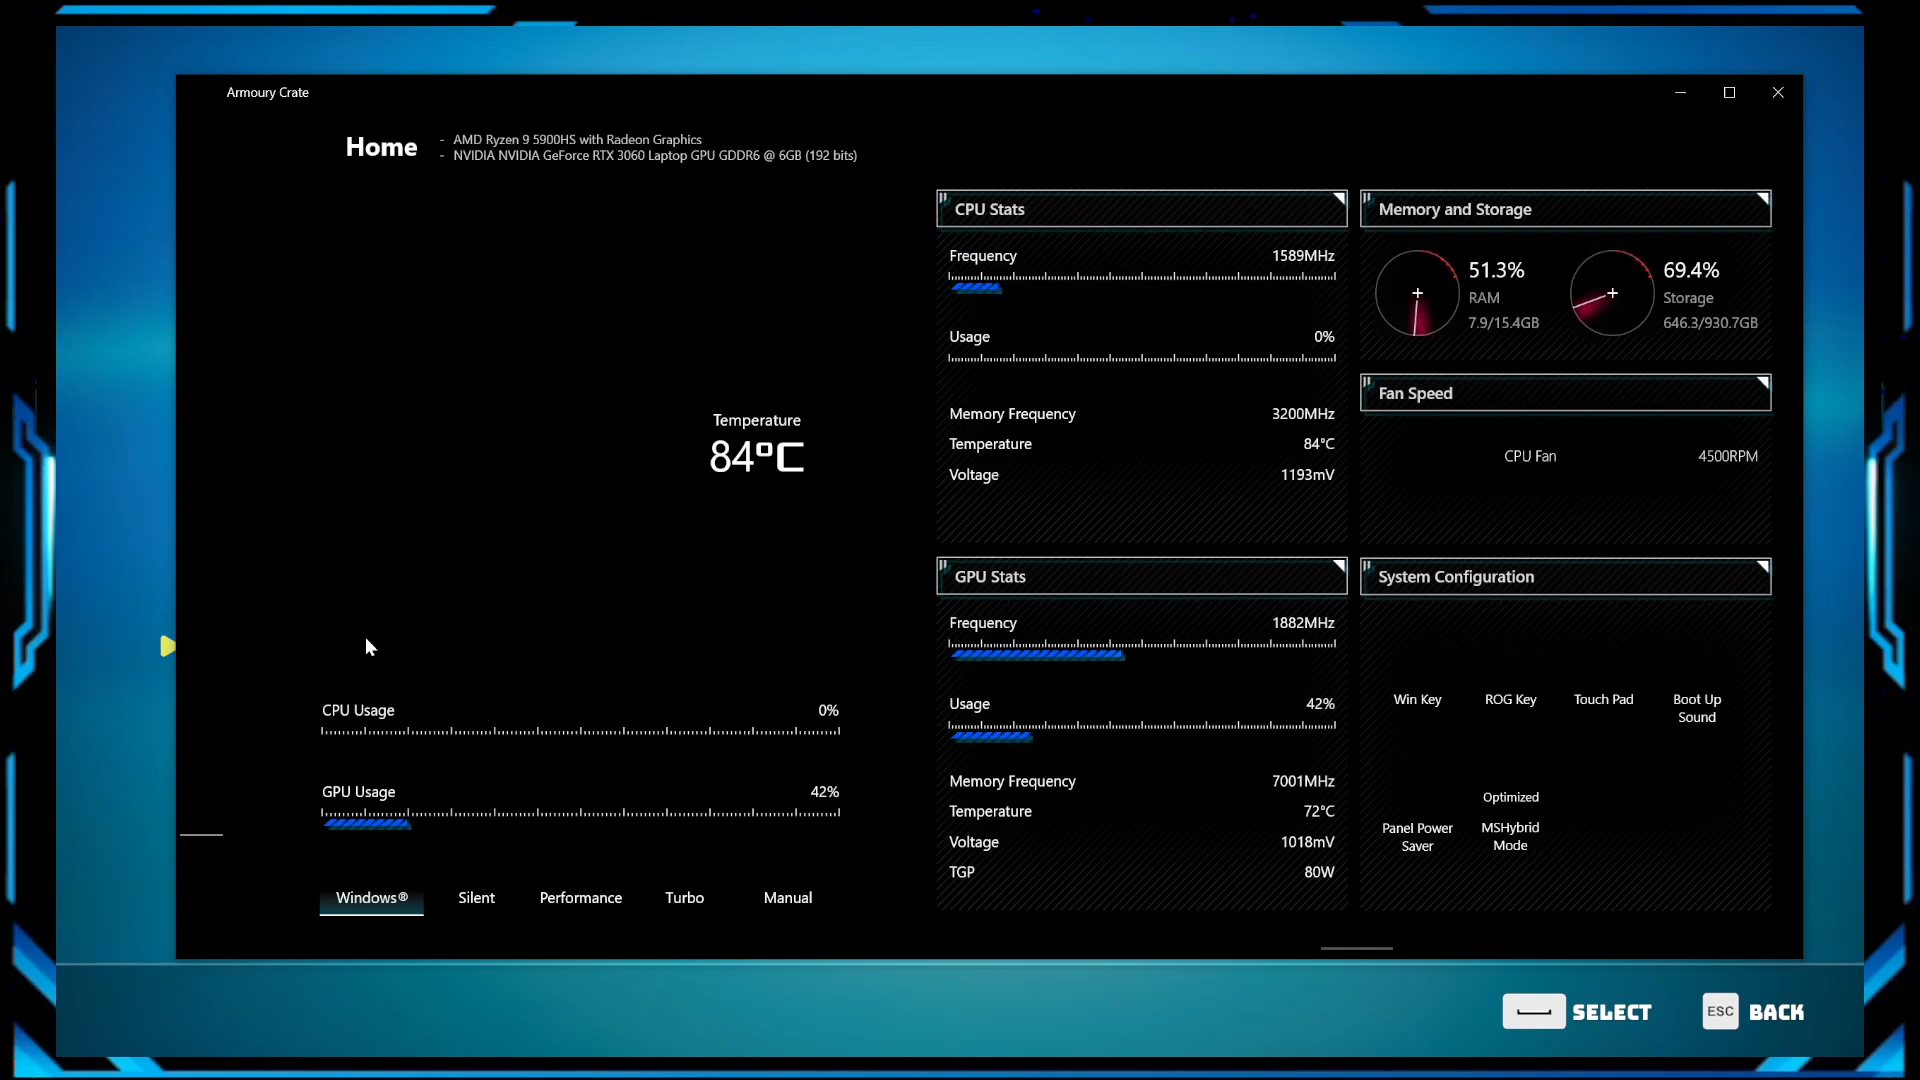 Armoury Crate
Home
- AMD Ryzen 9 5900HS with Radeon Graphics
- NVIDIA NVIDIA GeForce RTX 3060 Laptop GPU GDDR6 @ 6GB (192 bits)
Temperature
84°C
CPU Usage 0%
GPU Usage 42%
Windows® Silent Performance Turbo Manual
CPU Stats
Frequency 1589MHz
Usage 0%
Memory Frequency 3200MHz
Temperature 84°C
Voltage 1193mV
GPU Stats
Frequency 1882MHz
Usage 42%
Memory Frequency 7001MHz
Temperature 72°C
Voltage 1018mV
TGP 80W
Memory and Storage
51.3%
RAM
7.9/15.4GB
69.4%
Storage
646.3/930.7GB
Fan Speed
CPU Fan 4500RPM
System Configuration
Win Key
ROG Key
Touch Pad
Boot Up
Sound
Panel Power
Saver
Optimized
MSHybrid
Mode
SELECT
ESC BACK